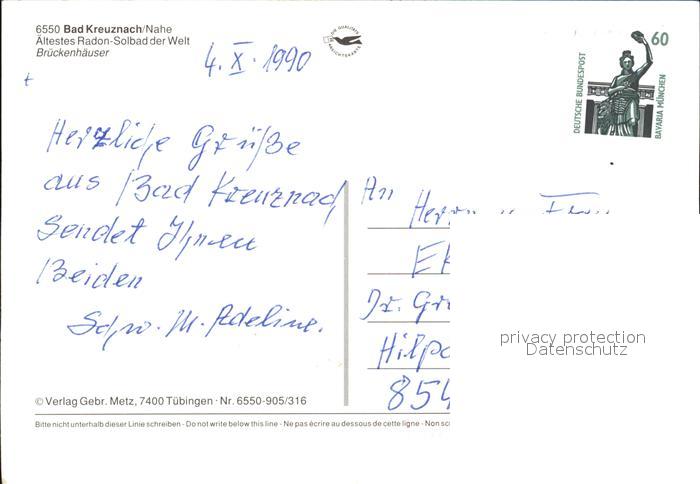 6550 Bad Kreuznach/Nahe
Ältestes Radon-Solbad der Welt
Brückenhäuser
4. X. 1990
60
DEUTSCHE BUNDESPOST
BAVARIA MÜNCHEN
Herzliche Grüße
aus Bad Kreuznach
Sendet Ihnen
Beiden
Schw. M. Adeline.
An
Herrn u. Frau
Ek
Dr. Gr
Hilpo
854
privacy protection
Datenschutz
© Verlag Gebr. Metz, 7400 Tübingen · Nr. 6550-905/316
Bitte nicht unterhalb dieser Linie schreiben - Do not write below this line - Ne pas écrire au dessous de cette ligne - Non sc